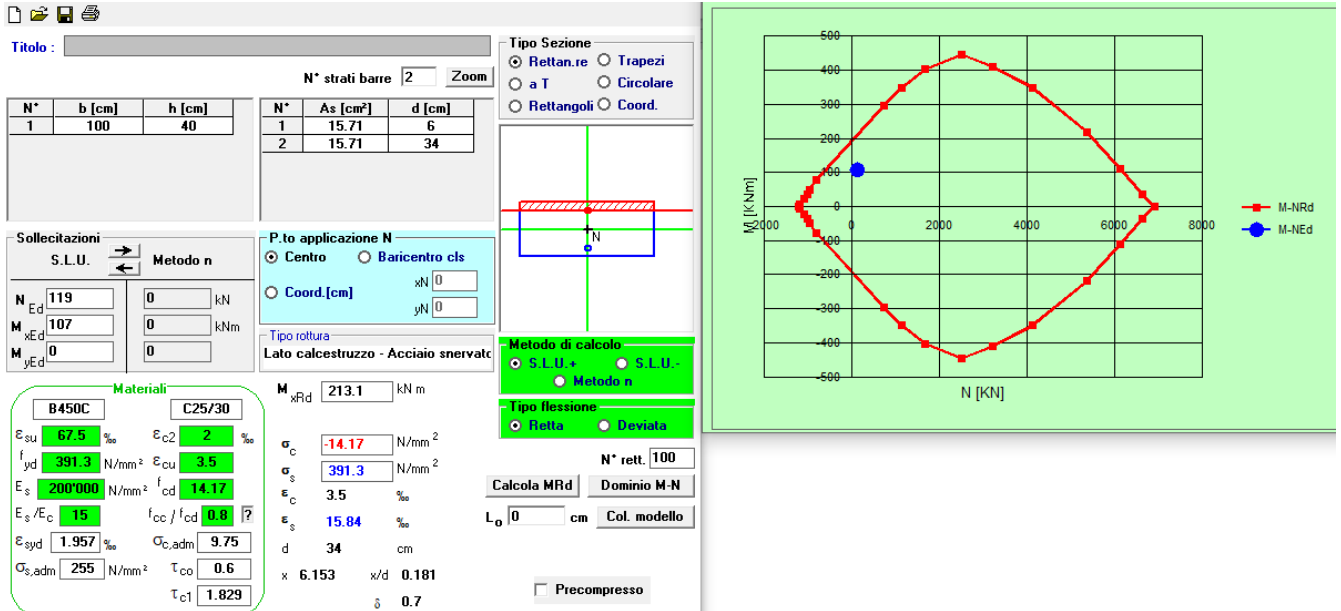 Titolo :
N° strati barre 2 Zoom
N° b [cm] h [cm]
1 100 40
N° As [cm²] d [cm]
1 15.71 6
2 15.71 34
Tipo Sezione
Rettan.re Trapezi
a T Circolare
Rettangoli Coord.
N
Sollecitazioni
S.L.U. Metodo n
N Ed 119 0 kN
M xEd 107 0 kNm
M yEd 0 0
P.to applicazione N
Centro Baricentro cls
Coord.[cm] xN 0
yN 0
Tipo rottura
Lato calcestruzzo - Acciaio snervato
Metodo di calcolo
S.L.U.+ S.L.U.-
Metodo n
Tipo flessione
Retta Deviata
N° rett. 100
Calcola MRd Dominio M-N
L₀ 0 cm Col. modello
Precompresso
Materiali
B450C C25/30
εsu 67.5 ‰ εc2 2 ‰
fyd 391.3 N/mm² εcu 3.5
Es 200'000 N/mm² fcd 14.17
Es /Ec 15 fcc / fcd 0.8 ?
εsyd 1.957 ‰ σc,adm 9.75
σs,adm 255 N/mm² τco 0.6
τc1 1.829
M xRd 213.1 kN m
σc -14.17 N/mm²
σs 391.3 N/mm²
εc 3.5 ‰
εs 15.84 ‰
d 34 cm
x 6.153 x/d 0.181
δ 0.7
500
400
300
200
100
0
-100
-200
-300
-400
-500
-2000 0 2000 4000 6000 8000
M [KNm]
N [KN]
M-NRd
M-NEd